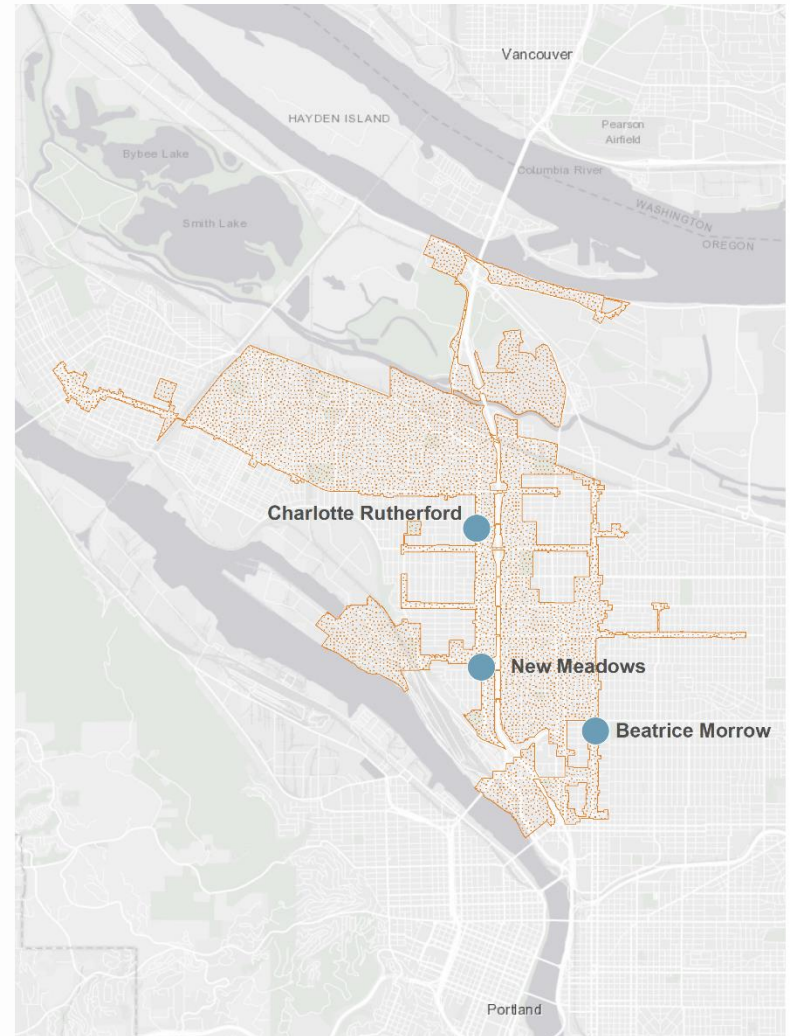 Vancouver
HAYDEN ISLAND
Pearson
Airfield
Bybee Lake
Columbia River
Smith Lake
WASHINGTON
OREGON
Charlotte Rutherford
New Meadows
Beatrice Morrow
Portland